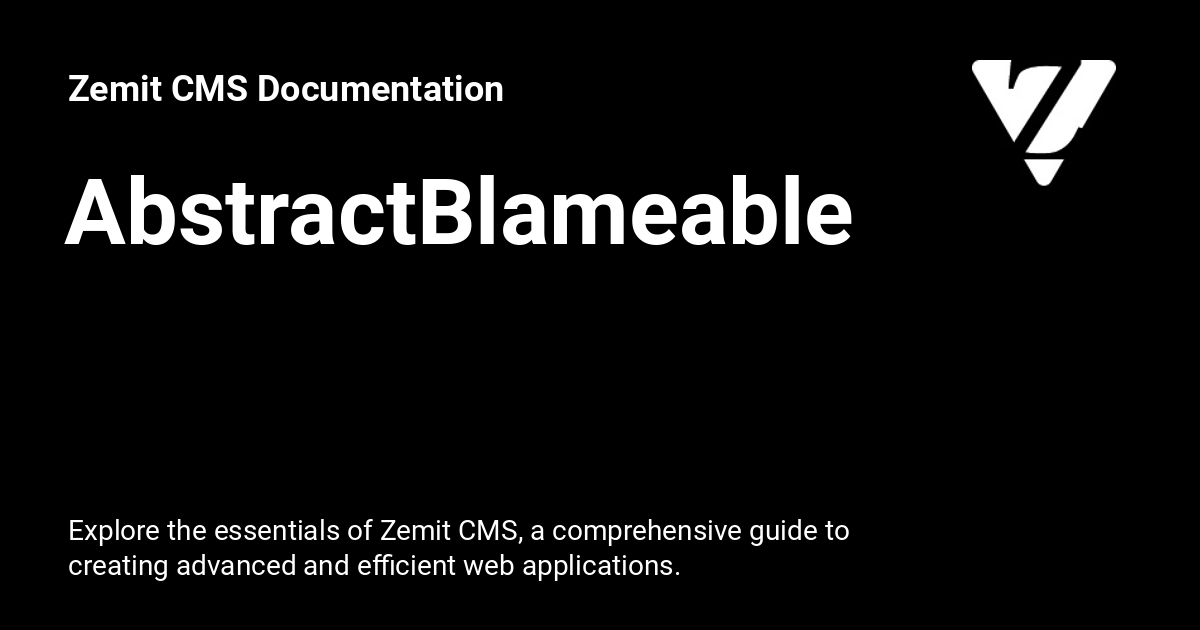 Zemit CMS Documentation
AbstractBlameable
Explore the essentials of Zemit CMS, a comprehensive guide to
creating advanced and efficient web applications.